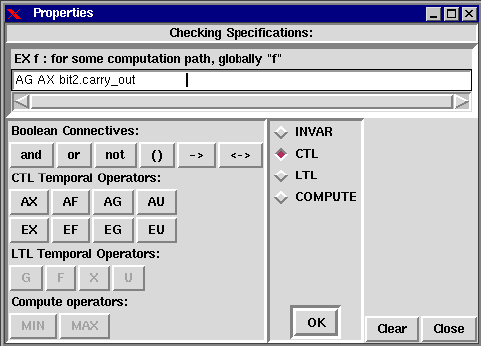 Properties
Checking Specifications :
EX f : for some computation path, globally "f"
AG AX bit2.carry_out
Boolean Connectives:
and or not () -> <->
CTL Temporal Operators:
AX AF AG AU
EX EF EG EU
LTL Temporal Operators:
G F X U
Compute operators:
MIN MAX
INVAR
CTL
LTL
COMPUTE
OK
Clear Close